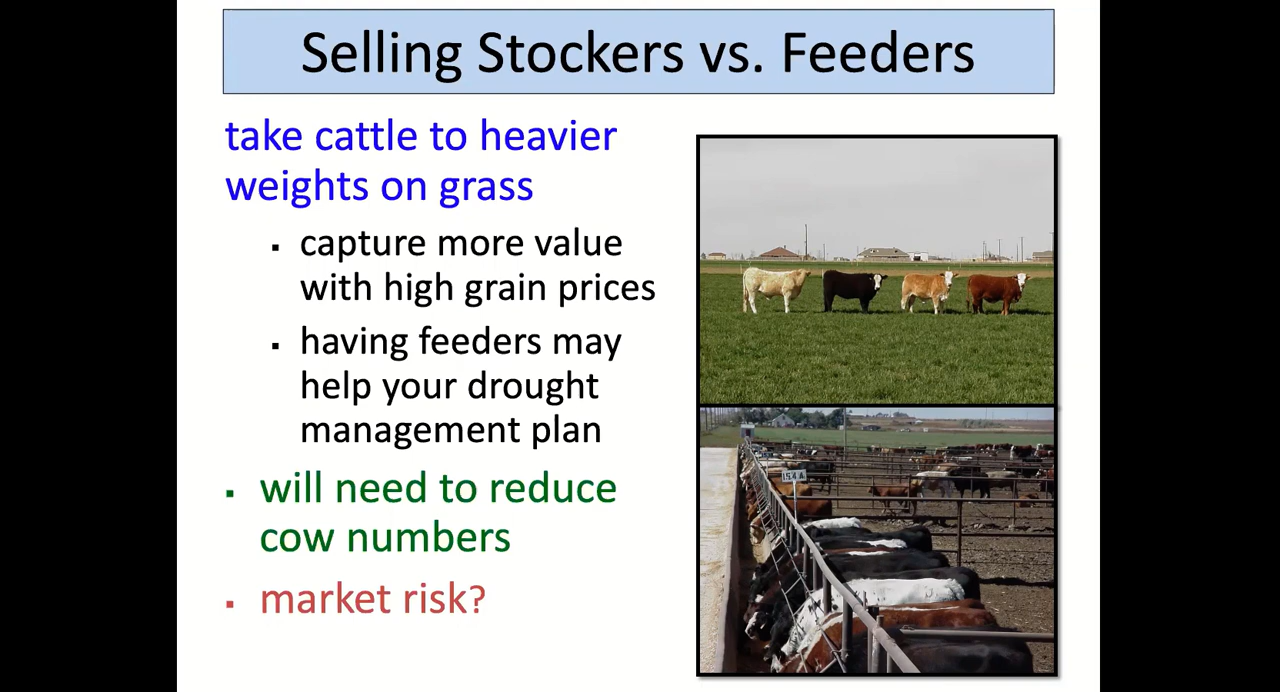 Selling Stockers vs. Feeders
take cattle to heavier
weights on grass
▪ capture more value
with high grain prices
▪ having feeders may
help your drought
management plan
▪ will need to reduce
cow numbers
▪ market risk?